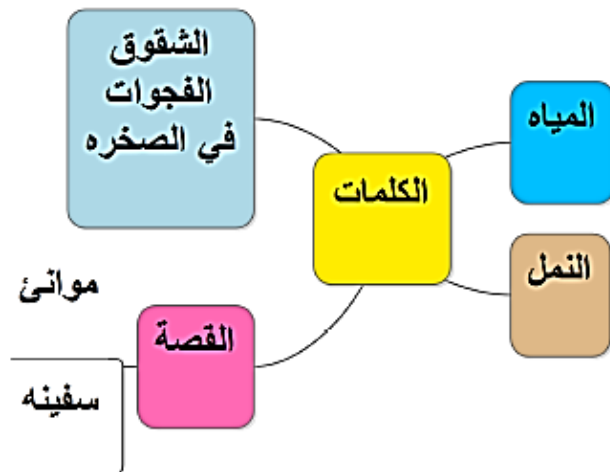 الشقوق
الفجوات
في الصخره
المياه
الكلمات
النمل
موانئ
القصة
سفينه